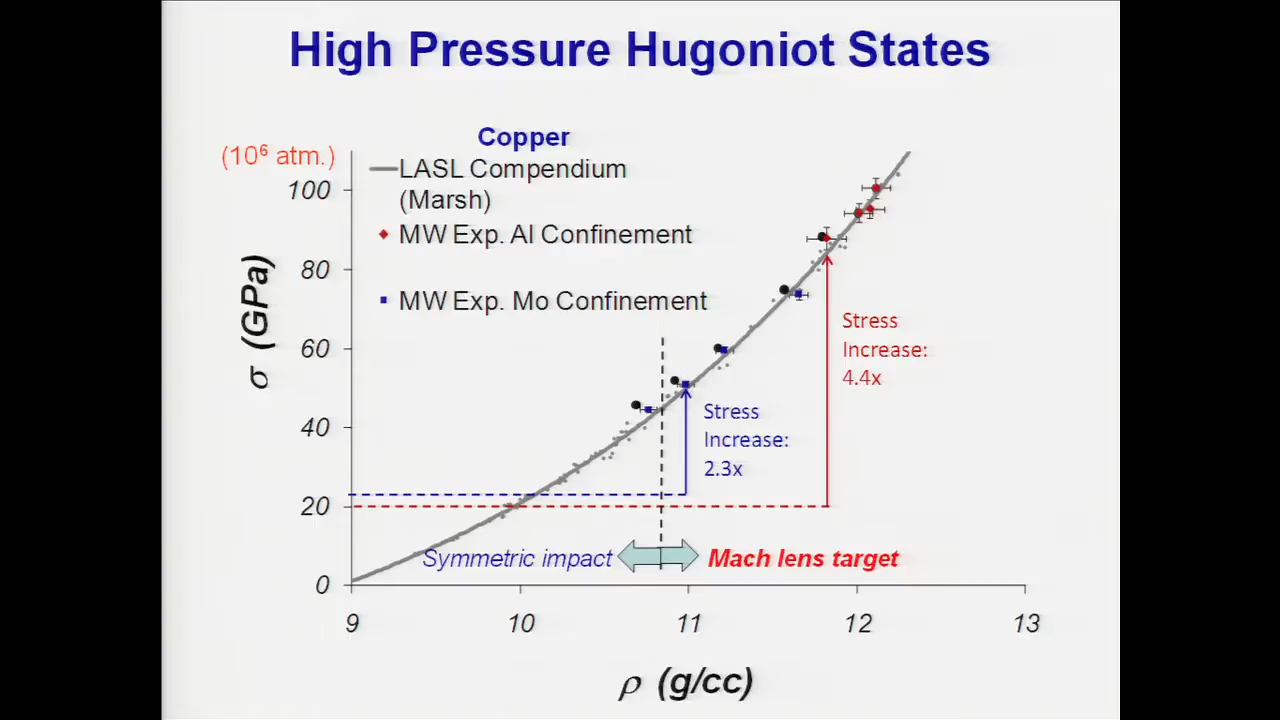 High Pressure Hugoniot States
Copper
(10⁶ atm.)
LASL Compendium
(Marsh)
MW Exp. Al Confinement
MW Exp. Mo Confinement
100
80
60
40
20
0
σ (GPa)
Stress
Increase:
4.4x
Stress
Increase:
2.3x
Symmetric impact
Mach lens target
9 10 11 12 13
ρ (g/cc)